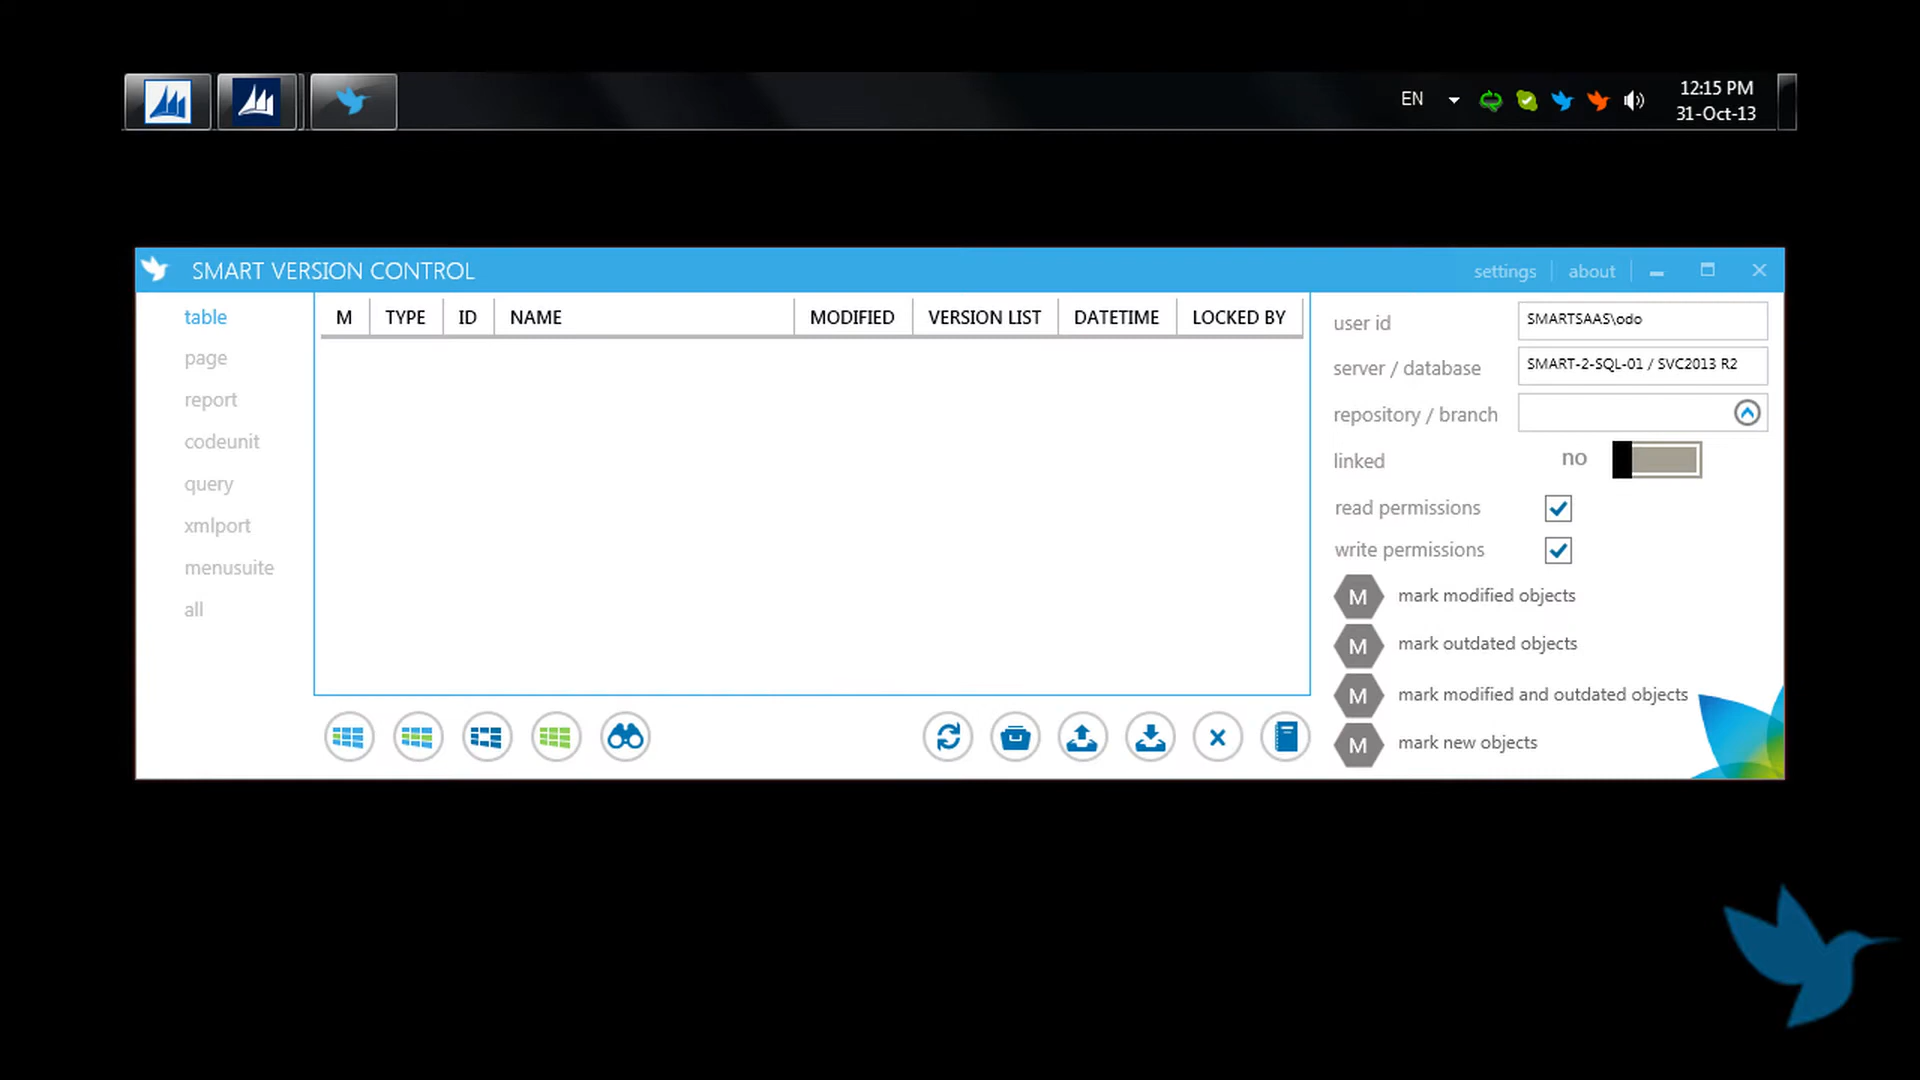 EN
12:15 PM
31-Oct-13
SMART VERSION CONTROL
settings
about
table
page
report
codeunit
query
xmlport
menusuite
all
M TYPE ID NAME MODIFIED VERSION LIST DATETIME LOCKED BY
user id SMARTSAAS\odo
server / database SMART-2-SQL-01 / SVC2013 R2
repository / branch
linked no
read permissions
write permissions
M mark modified objects
M mark outdated objects
M mark modified and outdated objects
M mark new objects